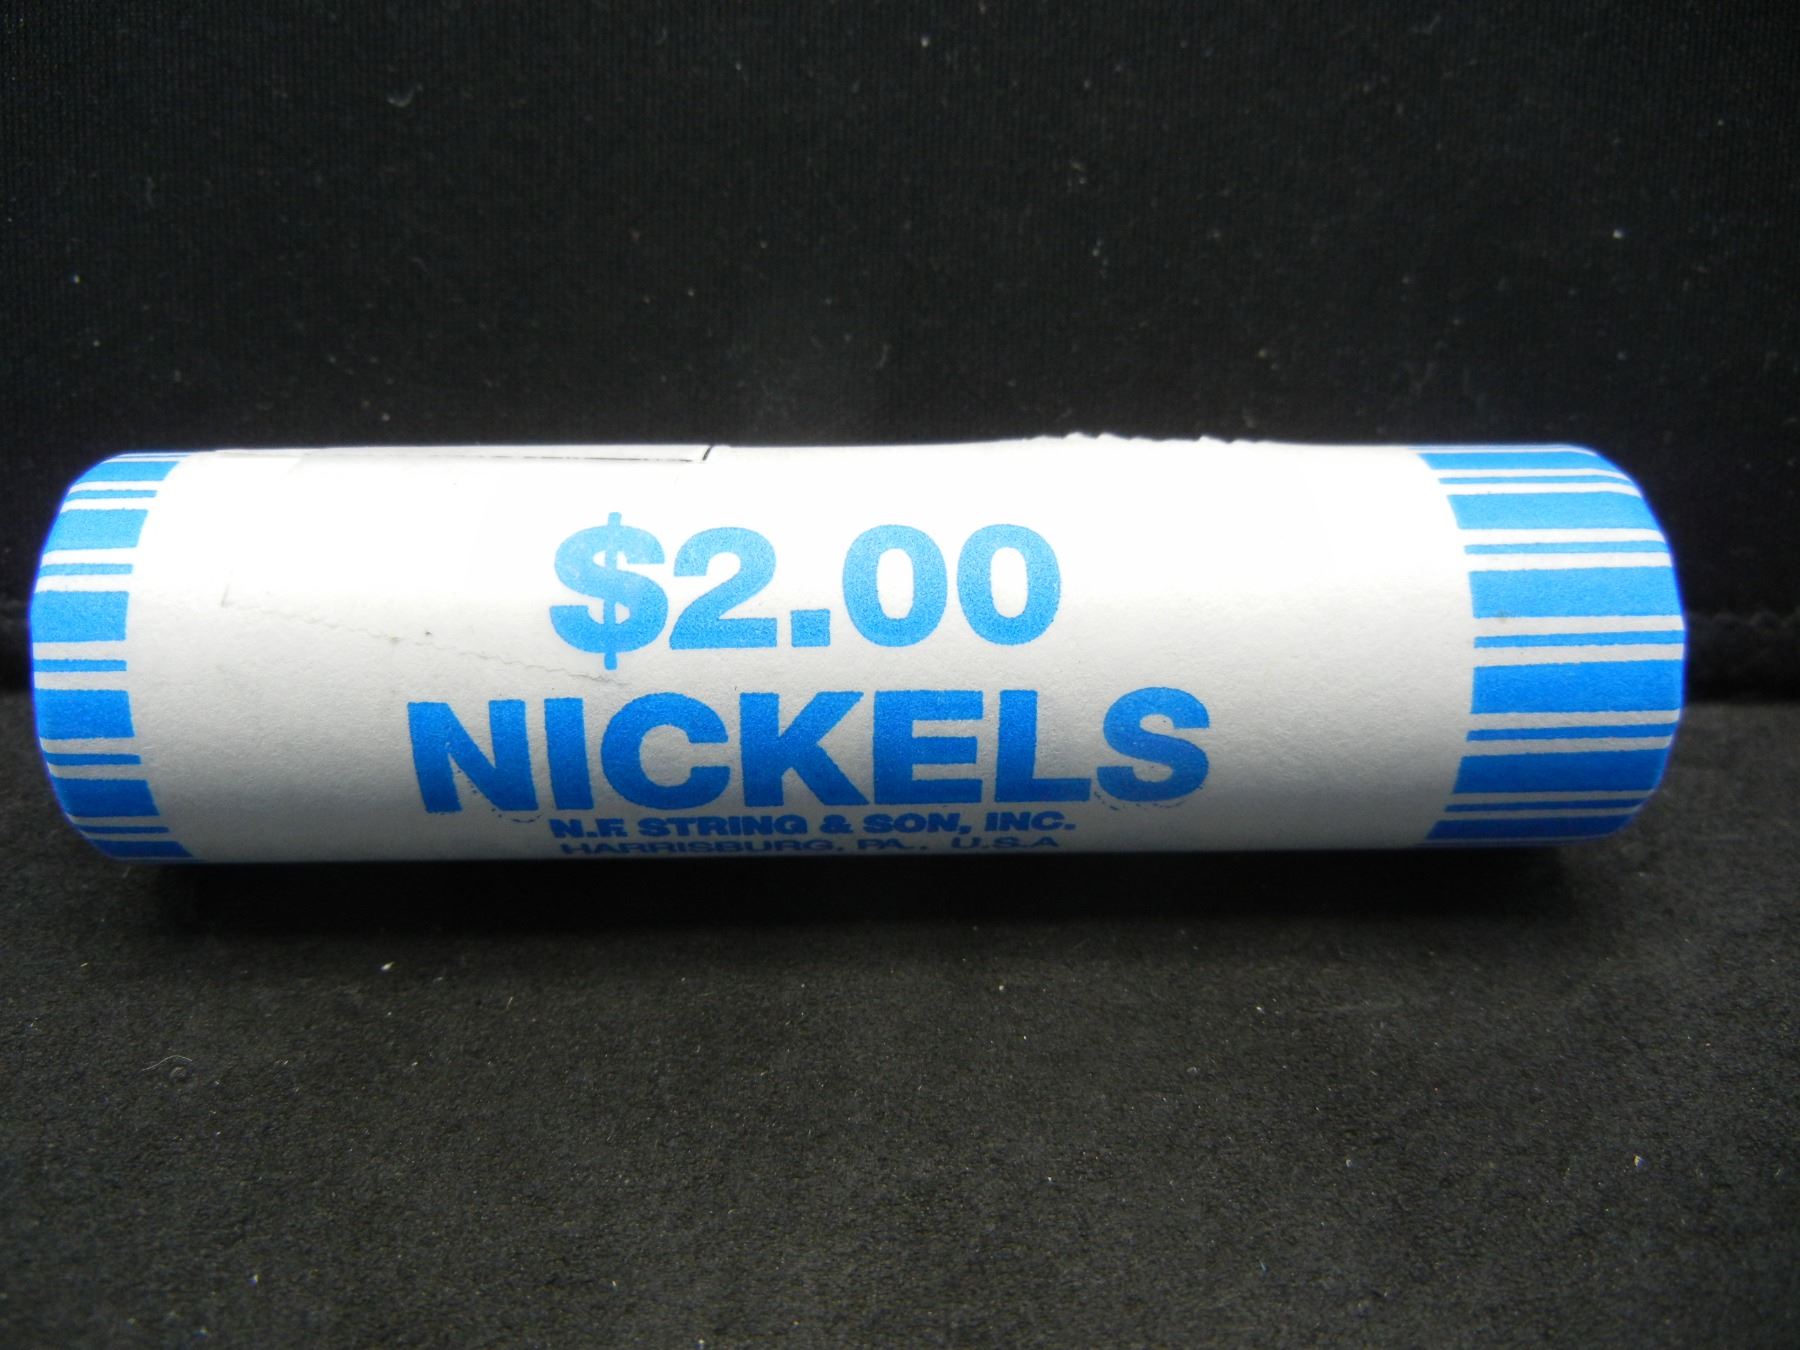 $2.00
NICKELS
N.F. STRING & SON, INC.
HARRISBURG, PA., U.S.A